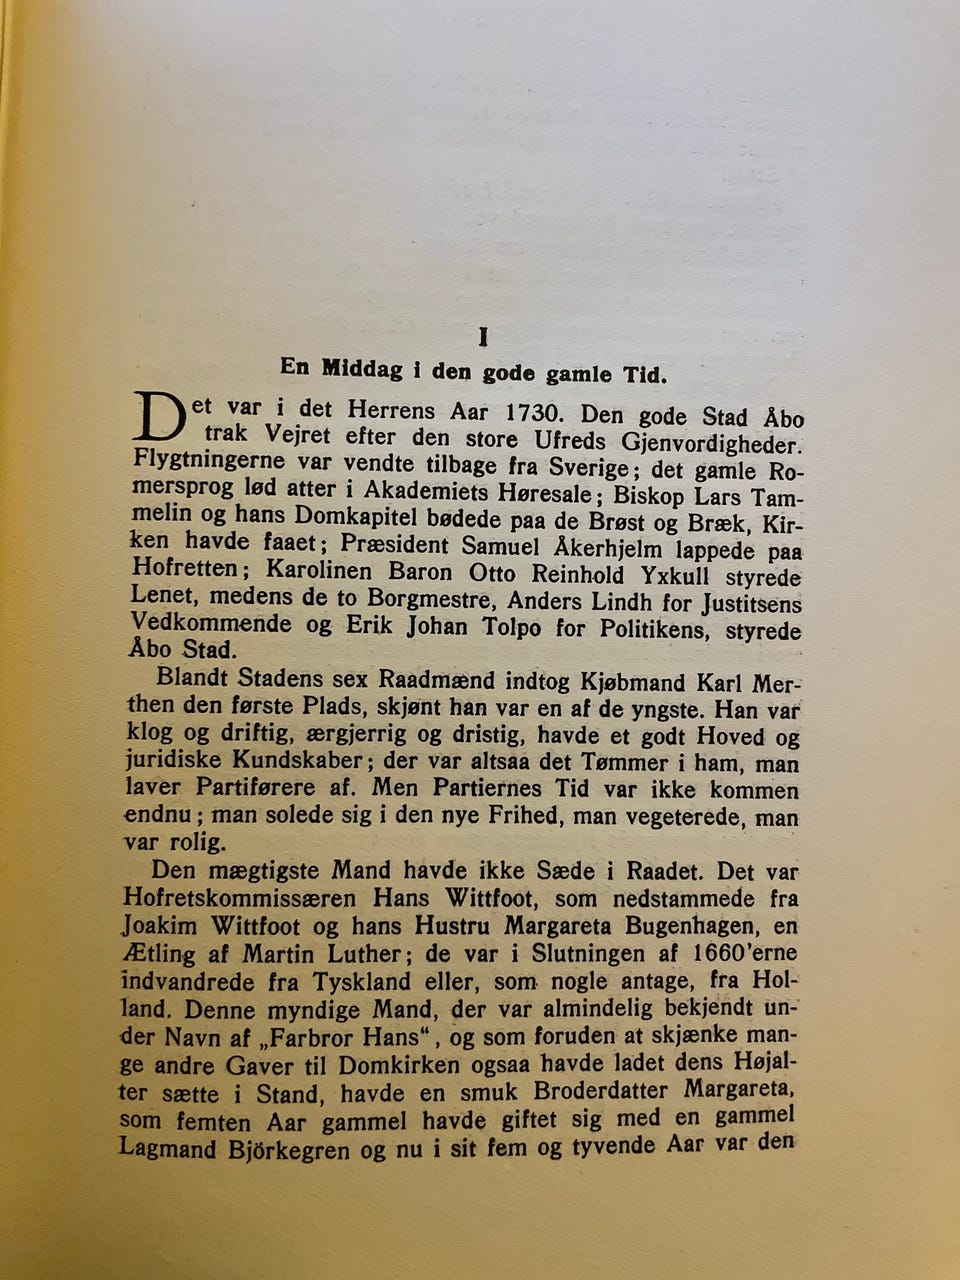 I
En Middag i den gode gamle Tid.
Det var i det Herrens Aar 1730. Den gode Stad Åbo
trak Vejret efter den store Ufreds Gjenvordigheder.
Flygtningerne var vendte tilbage fra Sverige; det gamle Ro-
mersprog lød atter i Akademiets Høresale; Biskop Lars Tam-
melin og hans Domkapitel bødede paa de Brøst og Bræk, Kir-
ken havde faaet; Præsident Samuel Åkerhjelm lappede paa
Hofretten; Karolinen Baron Otto Reinhold Yxkull styrede
Lenet, medens de to Borgmestre, Anders Lindh for Justitsens
Vedkommende og Erik Johan Tolpo for Politikens, styrede
Åbo Stad.
Blandt Stadens sex Raadmænd indtog Kjøbmand Karl Mer-
then den første Plads, skjønt han var en af de yngste. Han var
klog og driftig, ærgjerrig og dristig, havde et godt Hoved og
juridiske Kundskaber; der var altsaa det Tømmer i ham, man
laver Partiførere af. Men Partiernes Tid var ikke kommen
endnu; man solede sig i den nye Frihed, man vegeterede, man
var rolig.
Den mægtigste Mand havde ikke Sæde i Raadet. Det var
Hofretskommissæren Hans Wittfoot, som nedstammede fra
Joakim Wittfoot og hans Hustru Margareta Bugenhagen, en
Ætling af Martin Luther; de var i Slutningen af 1660'erne
indvandrede fra Tyskland eller, som nogle antage, fra Hol-
land. Denne myndige Mand, der var almindelig bekjendt un-
der Navn af „Farbror Hans“, og som foruden at skjænke man-
ge andre Gaver til Domkirken ogsaa havde ladet dens Højal-
ter sætte i Stand, havde en smuk Broderdatter Margareta,
som femten Aar gammel havde giftet sig med en gammel
Lagmand Björkegren og nu i sit fem og tyvende Aar var den